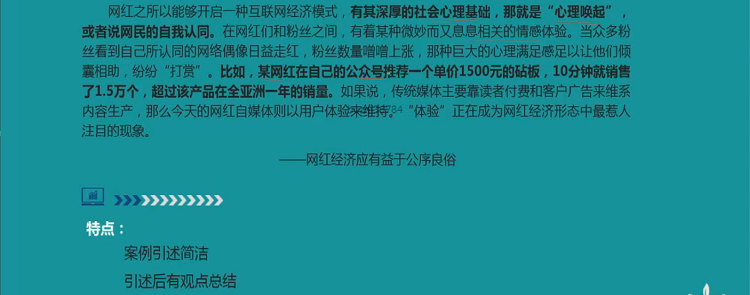 网红之所以能够开启一种互联网经济模式，有其深厚的社会心理基础，那就是“心理唤起”，
或者说网民的自我认同。在网红们和粉丝之间，有着某种微妙而又息息相关的情感体验。当众多粉
丝看到自己所认同的网络偶像日益走红，粉丝数量噌噌上涨，那种巨大的心理满足感足以让他们倾
囊相助，纷纷“打赏”。比如，某网红在自己的公众号推荐一个单价1500元的砧板，10分钟就销售
了1.5万个，超过该产品在全亚洲一年的销量。如果说，传统媒体主要靠读者付费和客户广告来维系
内容生产，那么今天的网红自媒体则以用户体验来维持。“体验”正在成为网红经济形态中最惹人
注目的现象。
——网红经济应有益于公序良俗
特点：
案例引述简洁
引述后有观点总结